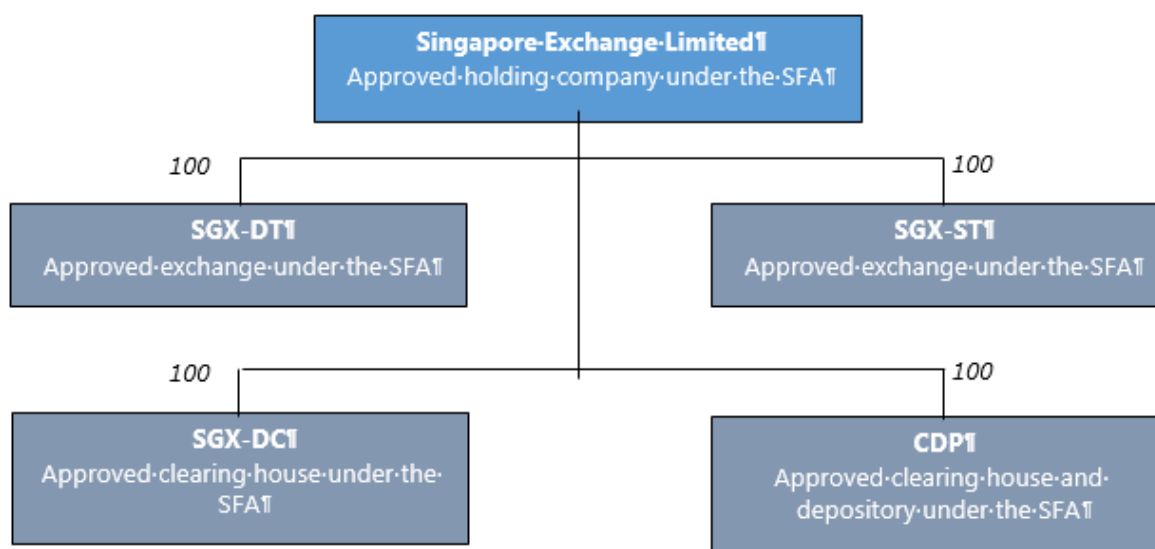 Singapore·Exchange·Limited¶
Approved·holding·company·under·the·SFA¶
100
100
SGX-DT¶
Approved·exchange·under·the·SFA¶
SGX-ST¶
Approved·exchange·under·the·SFA¶
100
100
SGX-DC¶
Approved·clearing·house·under·the·
SFA¶
CDP¶
Approved·clearing·house·and·
depository·under·the·SFA¶